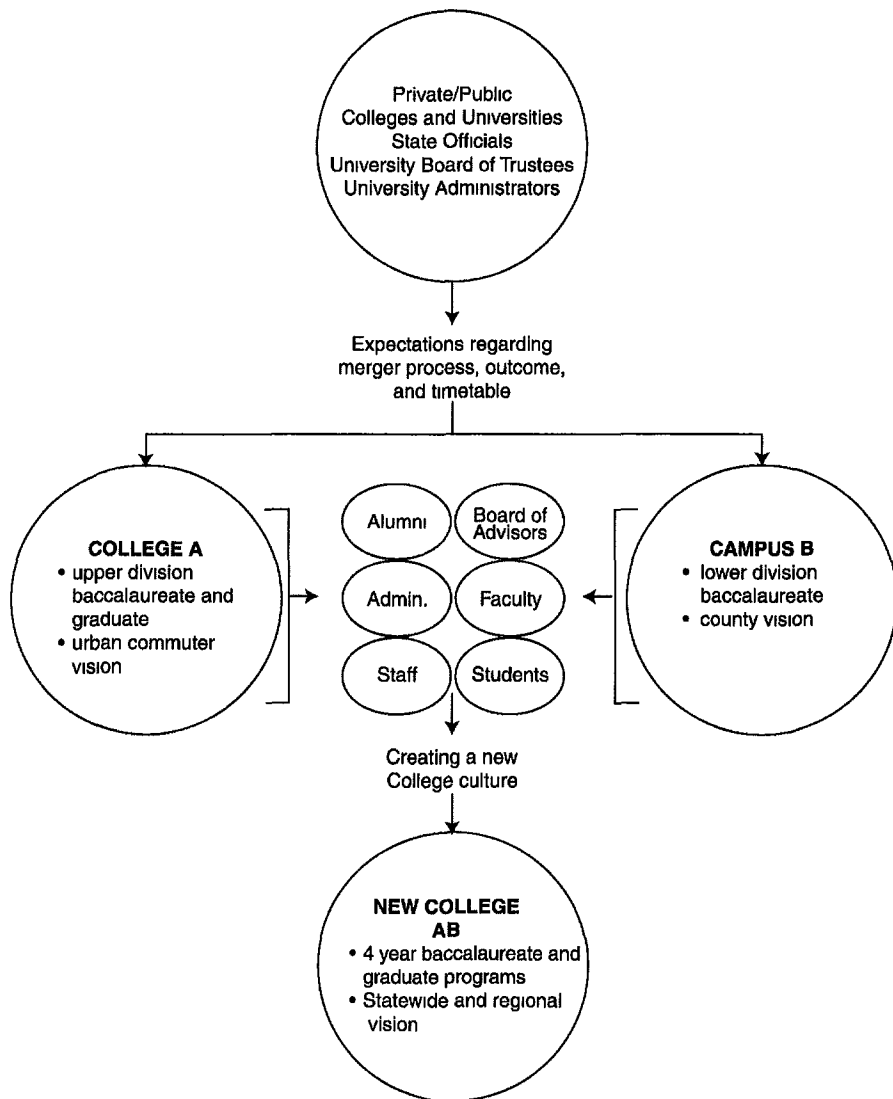 Private/Public
Colleges and Universities
State Officials
University Board of Trustees
University Administrators
Expectations regarding
merger process, outcome,
and timetable
COLLEGE A
• upper division
baccalaureate and
graduate
• urban commuter
vision
Alumni
Board of
Advisors
Admin.
Faculty
Staff
Students
CAMPUS B
• lower division
baccalaureate
• county vision
Creating a new
College culture
NEW COLLEGE
AB
• 4 year baccalaureate and
graduate programs
• Statewide and regional
vision